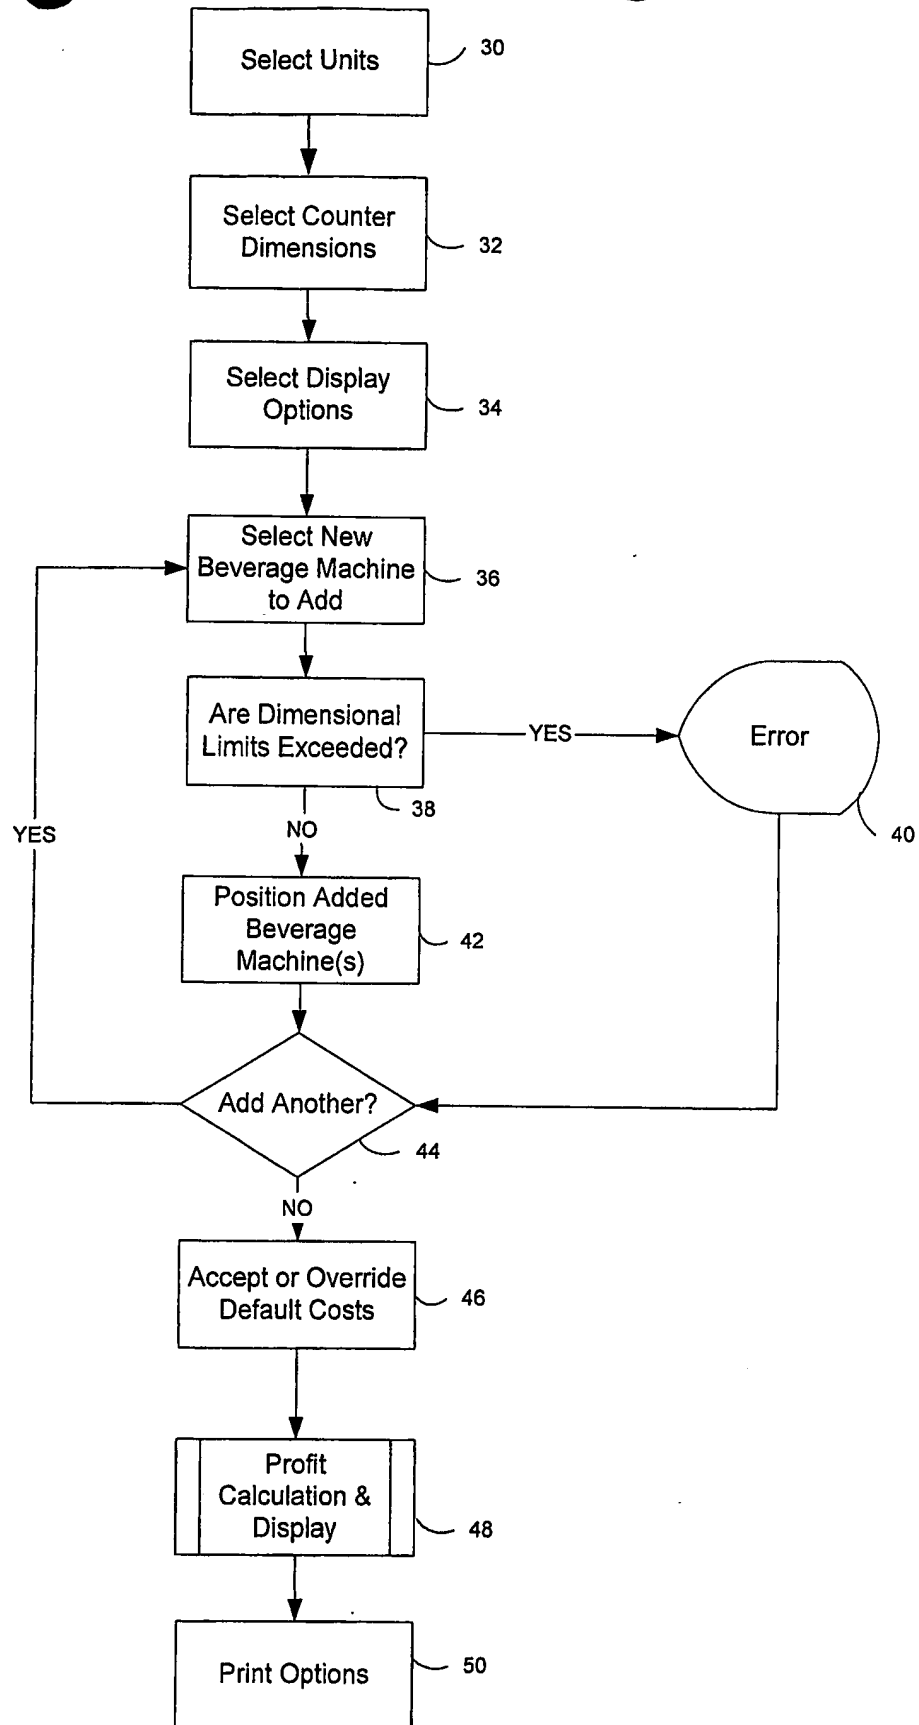 Select Units
30
Select Counter
Dimensions
32
Select Display
Options
34
Select New
Beverage Machine
to Add
36
Are Dimensional
Limits Exceeded?
38
YES
Error
40
NO
YES
Position Added
Beverage
Machine(s)
42
Add Another?
44
NO
Accept or Override
Default Costs
46
Profit
Calculation &
Display
48
Print Options
50